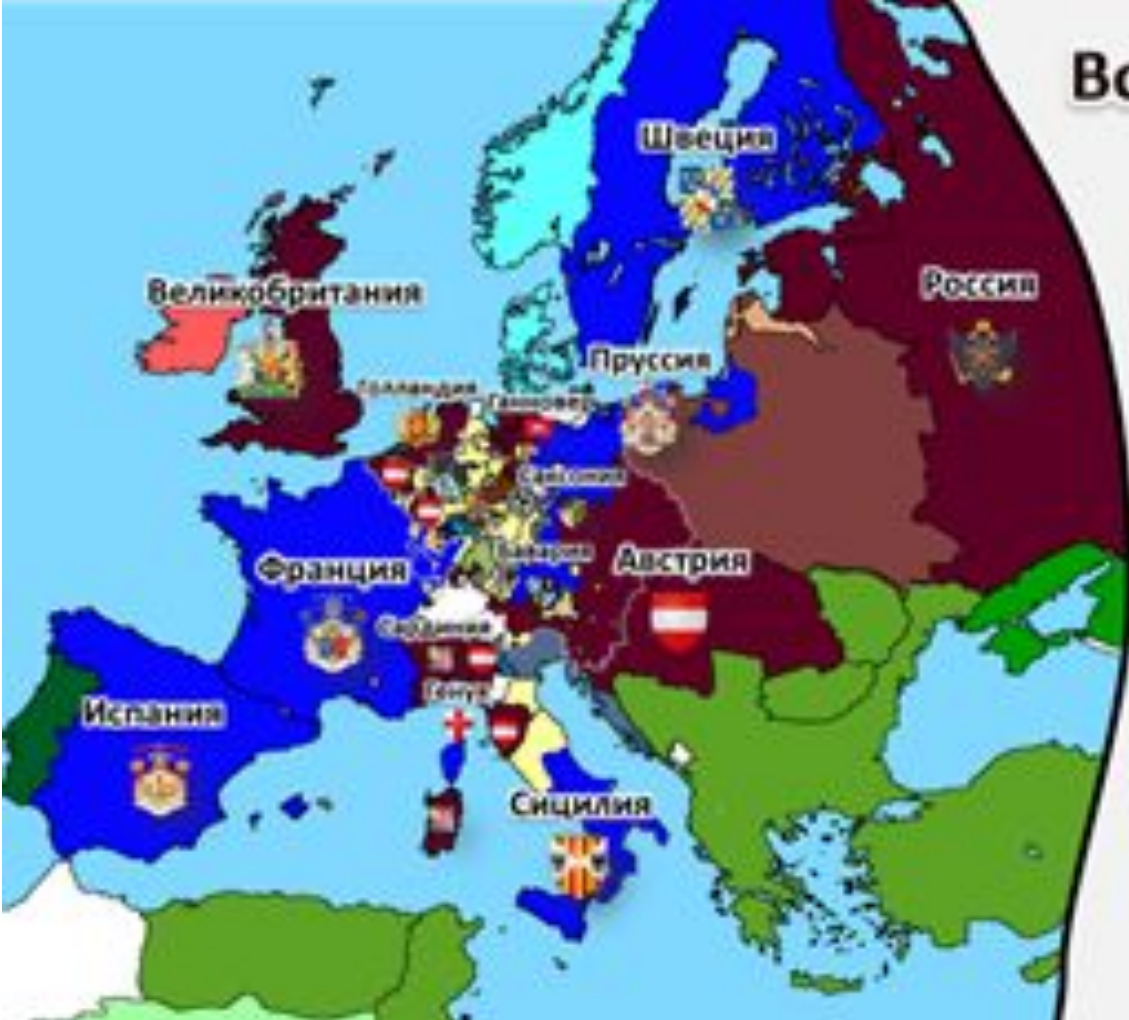 Во
Швеция
Россия
Великобритания
Пруссия
Голландия
Ганновер
Саксония
Бавария
Франция
Австрия
Сардиния
Генуя
Испания
Сицилия